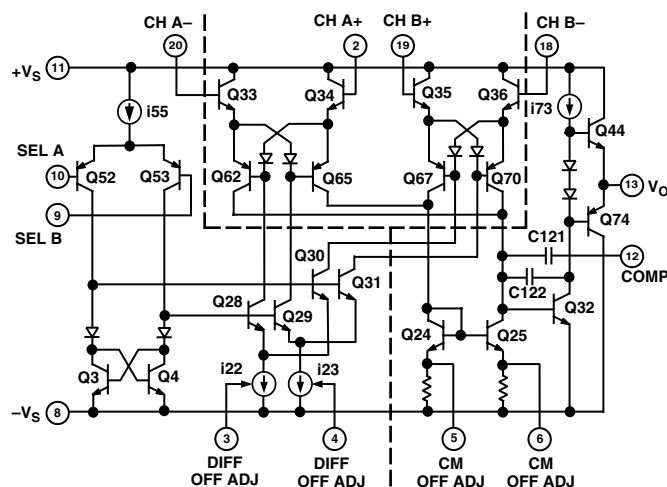 CH A– CH A+ CH B+ CH B–
20 2 19 18
+VS 11
Q33 Q34 Q35 Q36
i55 i73 Q44
SEL A
10 Q52 Q53 Q62 Q65 Q67 Q70
13 VO
9
SEL B
Q74
Q30 C121 12
Q31 COMP
C122
Q28 Q29 Q32
Q24 Q25
Q3 Q4 i22 i23
–VS 8
3 4 5 6
DIFF OFF ADJ
DIFF OFF ADJ
CM OFF ADJ
CM OFF ADJ